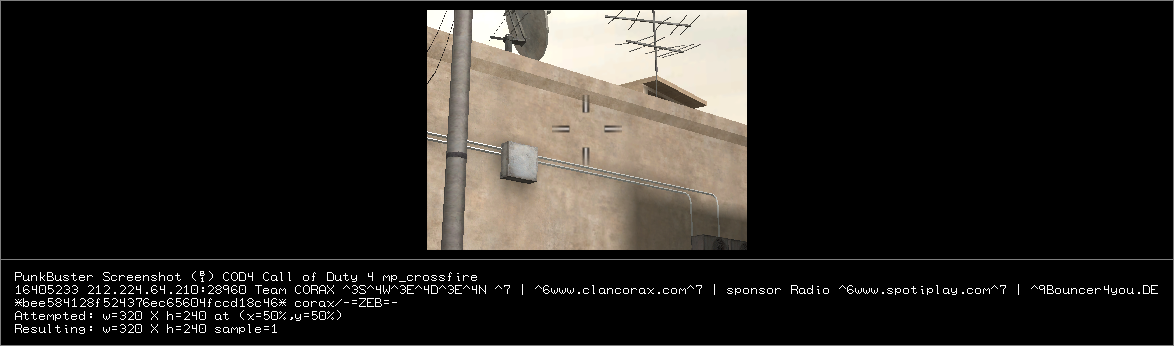 PunkBuster Screenshot (B1) COD4 Call of Duty 4 mp_crossfire
16405233 212.224.64.210:28960 Team CORAX ^3S^4W^3E^4D^3E^4N ^7 | ^6www.clancorax.com^7 | sponsor Radio ^6www.spotiplay.com^7 | ^9Bouncer4you.DE
*bee584128f524376ec65604fccd18c46* corax/-=ZEB=-
Attempted: w=320 X h=240 at (x=50%,y=50%)
Resulting: w=320 X h=240 sample=1